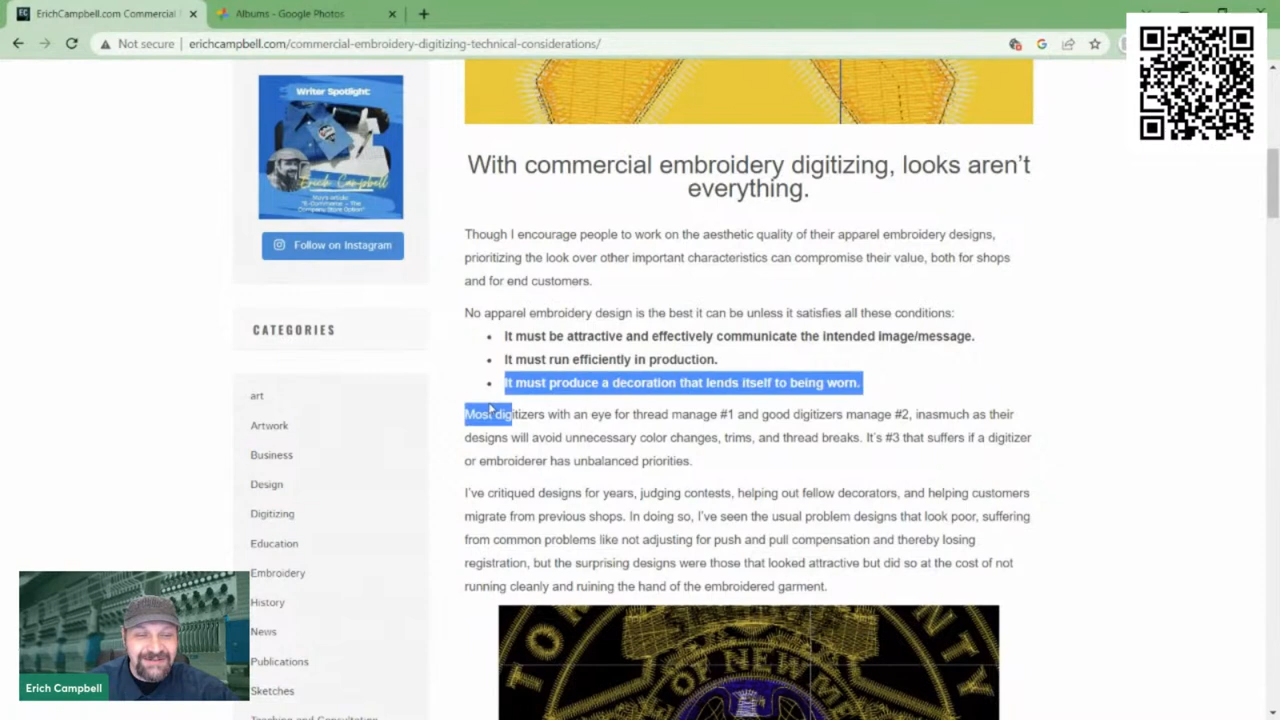 ErichCampbell.com Commercial
Albums - Google Photos
Not secure
erichcampbell.com/commercial-embroidery-digitizing-technical-considerations/
Writer Spotlight:
Erich Campbell
Follow on Instagram
CATEGORIES
art
Artwork
Business
Design
Digitizing
Education
Embroidery
History
News
Publications
Sketches
Teaching and Consultation
With commercial embroidery digitizing, looks aren't
everything.
Though I encourage people to work on the aesthetic quality of their apparel embroidery designs,
prioritizing the look over other important characteristics can compromise their value, both for shops
and for end customers.
No apparel embroidery design is the best it can be unless it satisfies all these conditions:
• It must be attractive and effectively communicate the intended image/message.
• It must run efficiently in production.
• It must produce a decoration that lends itself to being worn.
Most digitizers with an eye for thread manage #1 and good digitizers manage #2, inasmuch as their
designs will avoid unnecessary color changes, trims, and thread breaks. It's #3 that suffers if a digitizer
or embroiderer has unbalanced priorities.
I've critiqued designs for years, judging contests, helping out fellow decorators, and helping customers
migrate from previous shops. In doing so, I've seen the usual problem designs that look poor, suffering
from common problems like not adjusting for push and pull compensation and thereby losing
registration, but the surprising designs were those that looked attractive but did so at the cost of not
running cleanly and ruining the hand of the embroidered garment.
Erich Campbell